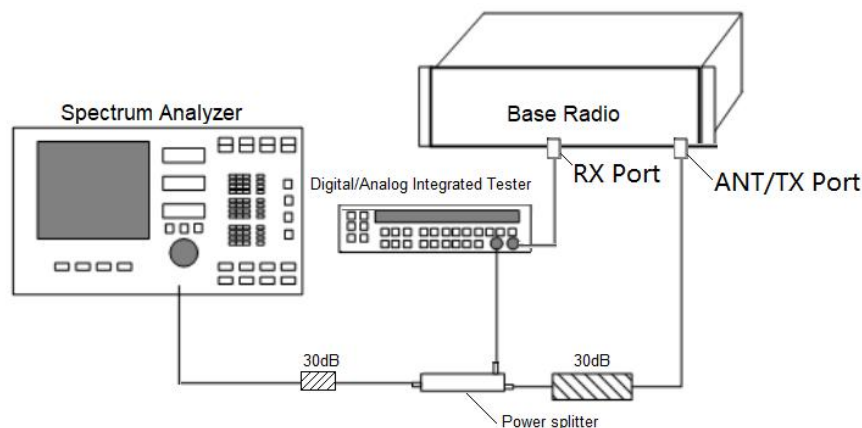 Spectrum Analyzer
Base Radio
RX Port
ANT/TX Port
Digital/Analog Integrated Tester
30dB
30dB
Power splitter